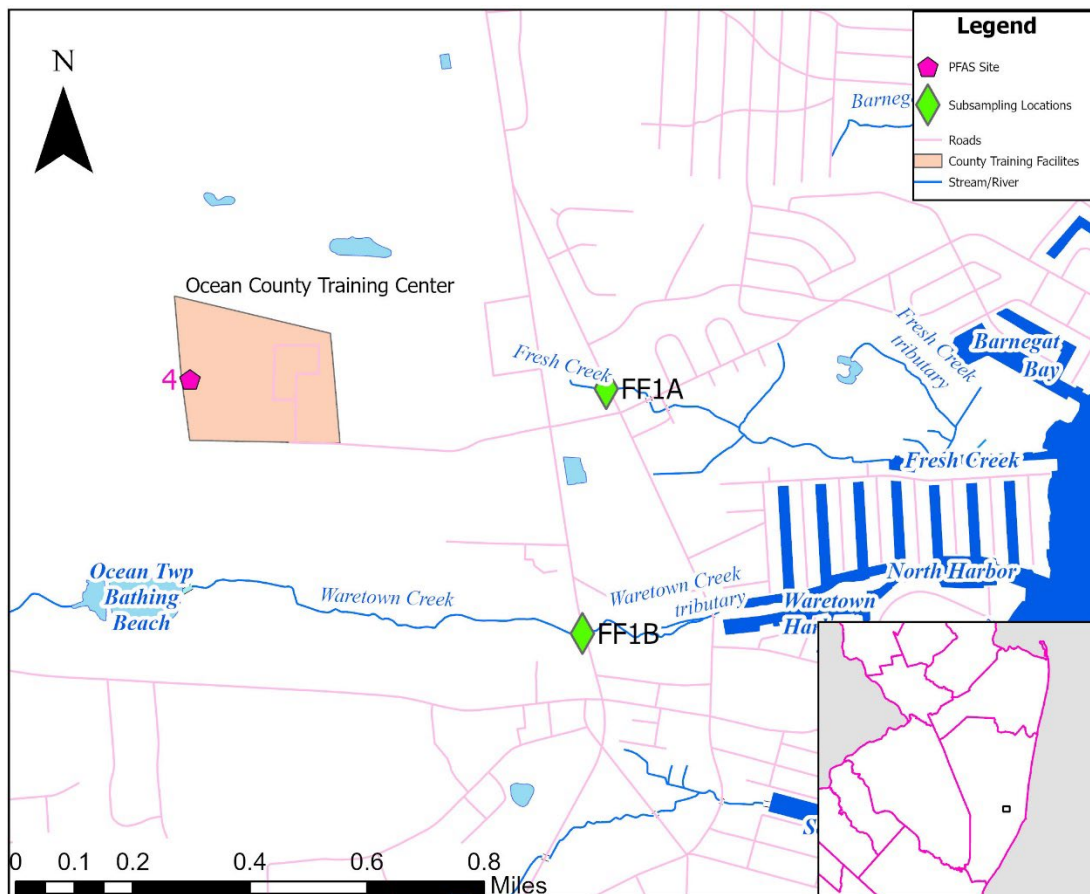 Legend
PFAS Site
Subsampling Locations
Roads
County Training Facilites
Stream/River
N
Barnegat
Ocean County Training Center
4
Fresh Creek
FF1A
Fresh Creek
tributary
Barnegat
Bay
Fresh Creek
Ocean Twp
Bathing
Beach
Waretown Creek
Waretown Creek
tributary
North Harbor
Waretown
FF1B
0 0.1 0.2 0.4 0.6 0.8
Miles